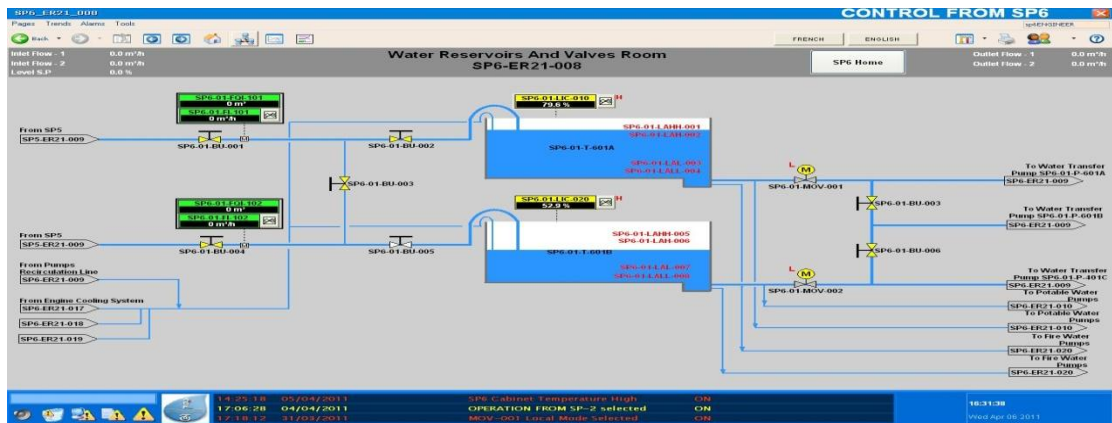 SP6_ER21_008
CONTROL FROM SP6
Pages Trends Alarms Tools
sp6ENGINEER
Back
FRENCH
ENGLISH
Inlet Flow - 1 0.0 m³/h
Inlet Flow - 2 0.0 m³/h
Level S.P 0.0 %
Water Reservoirs And Valves Room
SP6-ER21-008
SP6 Home
Outlet Flow - 1 0.0 m³/h
Outlet Flow - 2 0.0 m³/h
SP6-01-FQI-101
0 m³
SP6-01-FI-101
0 m³/h
SP6-01-LIC-010
79.6 %
H
From SP5
SP5-ER21-009
SP6-01-BU-001
SP6-01-BU-002
SP6-01-LAHH-001
SP6-01-LAH-002
SP6-01-T-601A
SP6-01-LAL-003
SP6-01-LALL-004
L
M
SP6-01-MOV-001
To Water Transfer
Pump SP6-01-P-601A
SP6-ER21-009
SP6-01-BU-003
SP6-01-BU-003
To Water Transfer
Pump SP6-01-P-601B
SP6-ER21-009
SP6-01-FQI-102
0 m³
SP6-01-FI-102
0 m³/h
SP6-01-LIC-020
52.9 %
H
From SP5
SP5-ER21-009
SP6-01-BU-004
SP6-01-BU-005
SP6-01-LAHH-005
SP6-01-LAH-006
SP6-01-T-601B
SP6-01-LAL-007
SP6-01-LALL-008
SP6-01-BU-006
L
M
SP6-01-MOV-002
To Water Transfer
Pump SP6-01-P-401C
SP6-ER21-009
From Pumps
Recirculation Line
SP6-ER21-009
To Potable Water
Pumps
SP6-ER21-010
From Engine Cooling System
SP6-ER21-017
SP6-ER21-018
SP6-ER21-019
To Potable Water
Pumps
SP6-ER21-010
To Fire Water
Pumps
SP6-ER21-020
To Fire Water
Pumps
SP6-ER21-020
14:25:18 05/04/2011 SP6 Cabinet Temperature High ON
17:06:28 04/04/2011 OPERATION FROM SP-2 selected ON
17:18:12 31/03/2011 MOV-001 Local Mode Selected ON
16:31:38
Wed Apr 06 2011